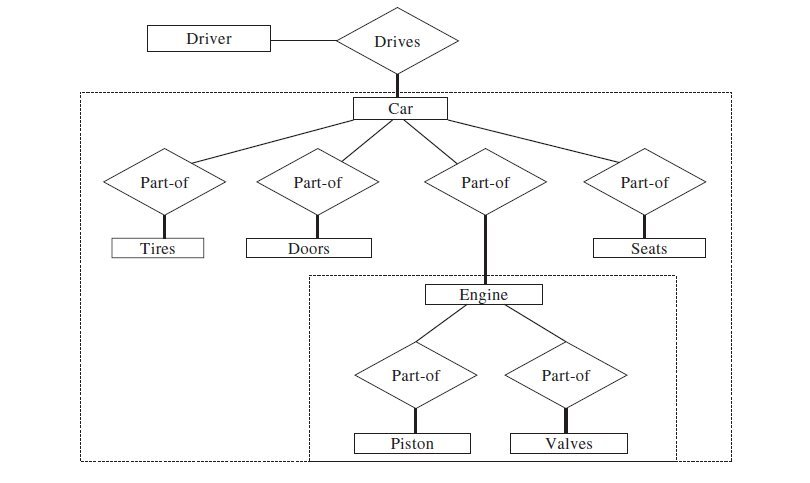 Driver
Drives
Car
Part-of
Part-of
Part-of
Part-of
Tires
Doors
Seats
Engine
Part-of
Part-of
Piston
Valves